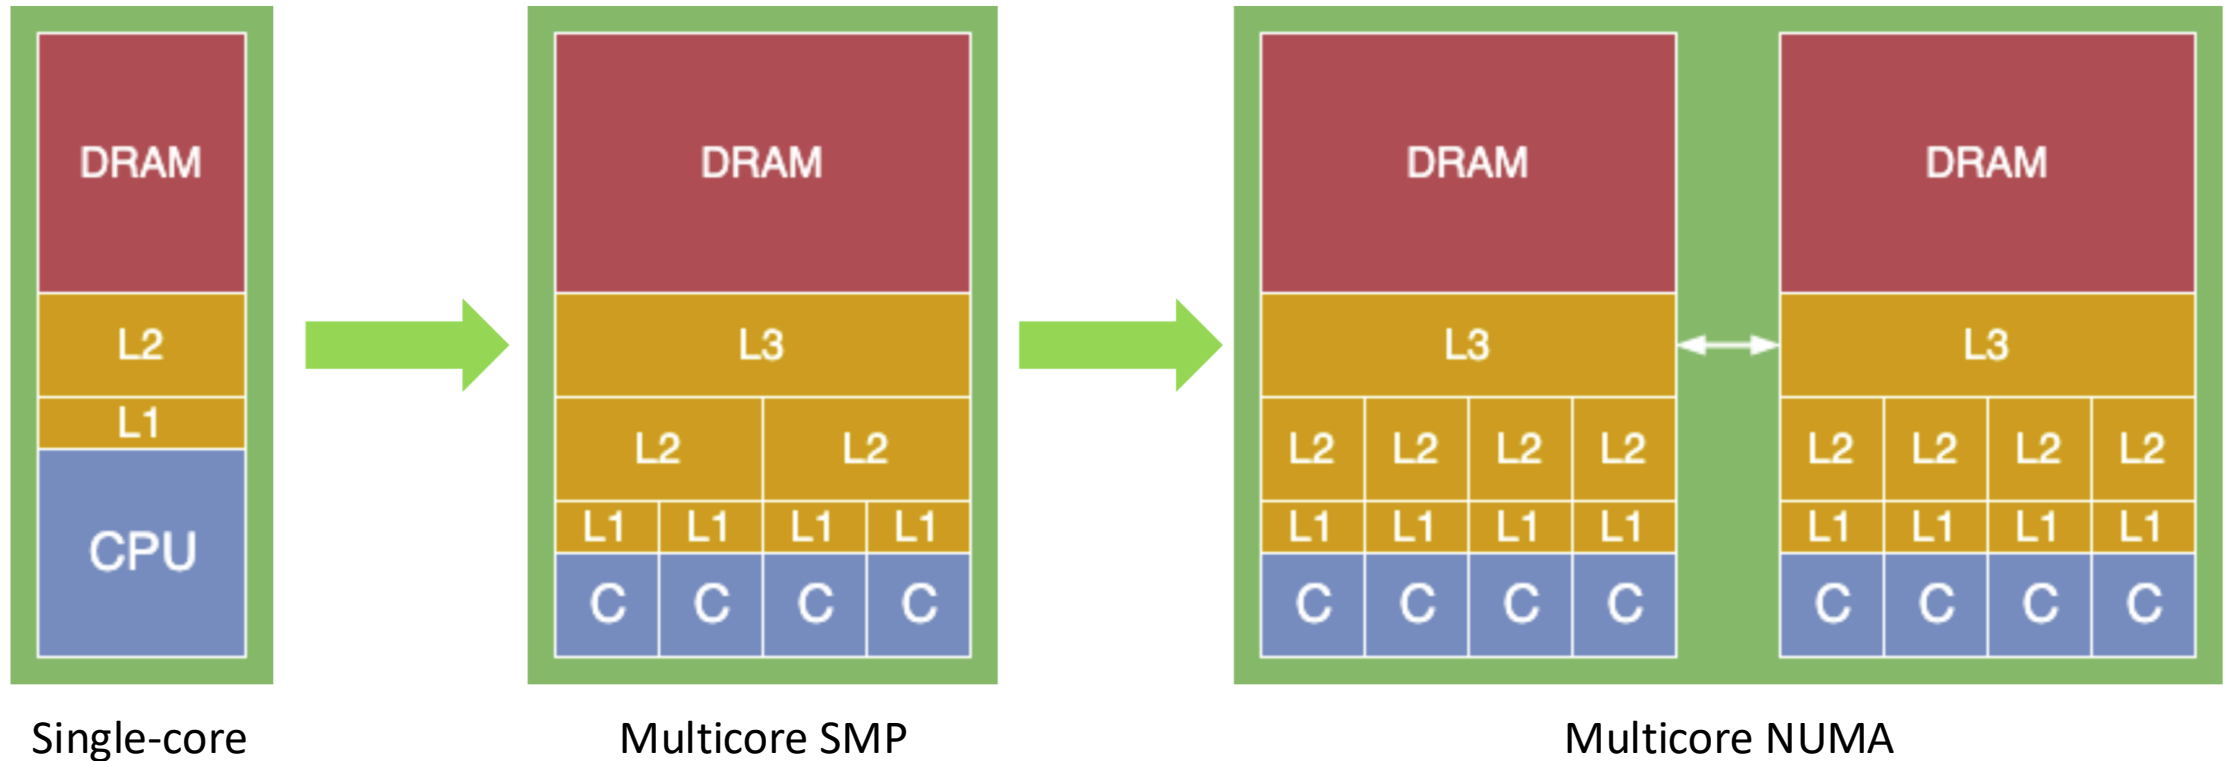 DRAM
L2
L1
CPU
Single-core
DRAM
L3
L2 L2
L1 L1 L1 L1
C C C C
Multicore SMP
DRAM
L3
L2 L2 L2 L2
L1 L1 L1 L1
C C C C
DRAM
L3
L2 L2 L2 L2
L1 L1 L1 L1
C C C C
Multicore NUMA